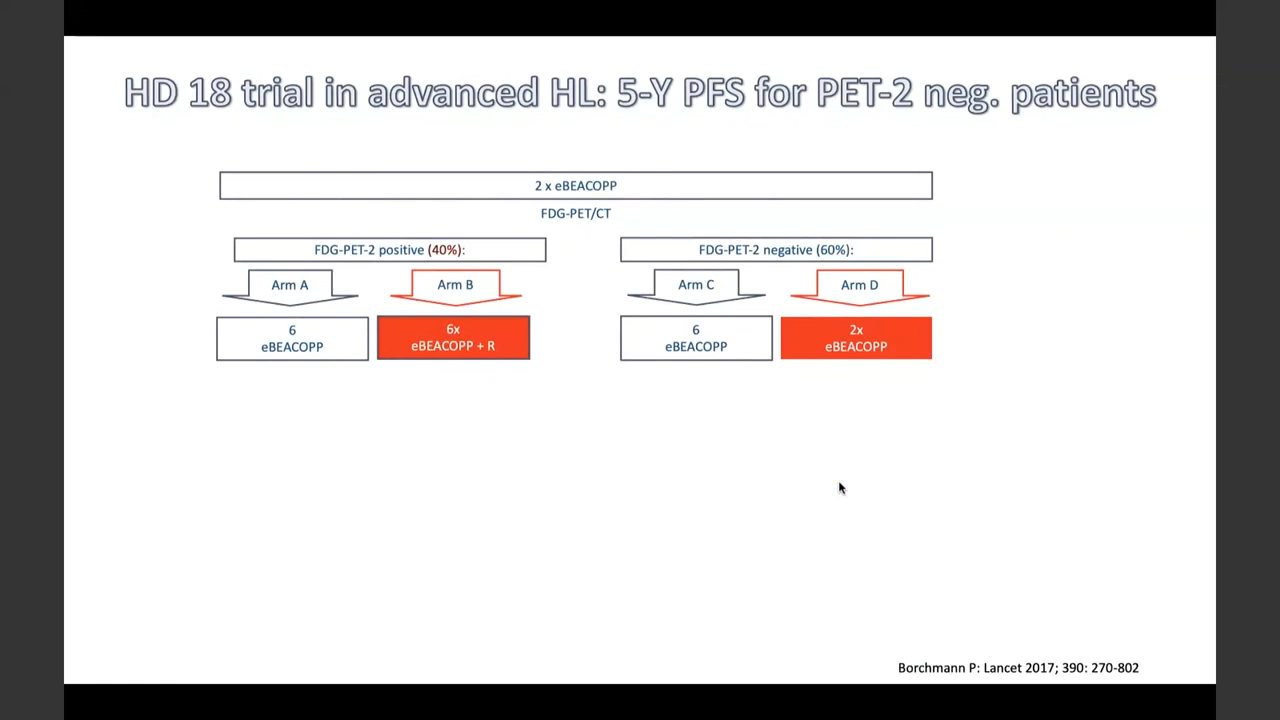 HD 18 trial in advanced HL: 5-Y PFS for PET-2 neg. patients
2 x eBEACOPP
FDG-PET/CT
FDG-PET-2 positive (40%):
FDG-PET-2 negative (60%):
Arm A
Arm B
Arm C
Arm D
6
eBEACOPP
6x
eBEACOPP + R
6
eBEACOPP
2x
eBEACOPP
Borchmann P: Lancet 2017; 390: 270-802